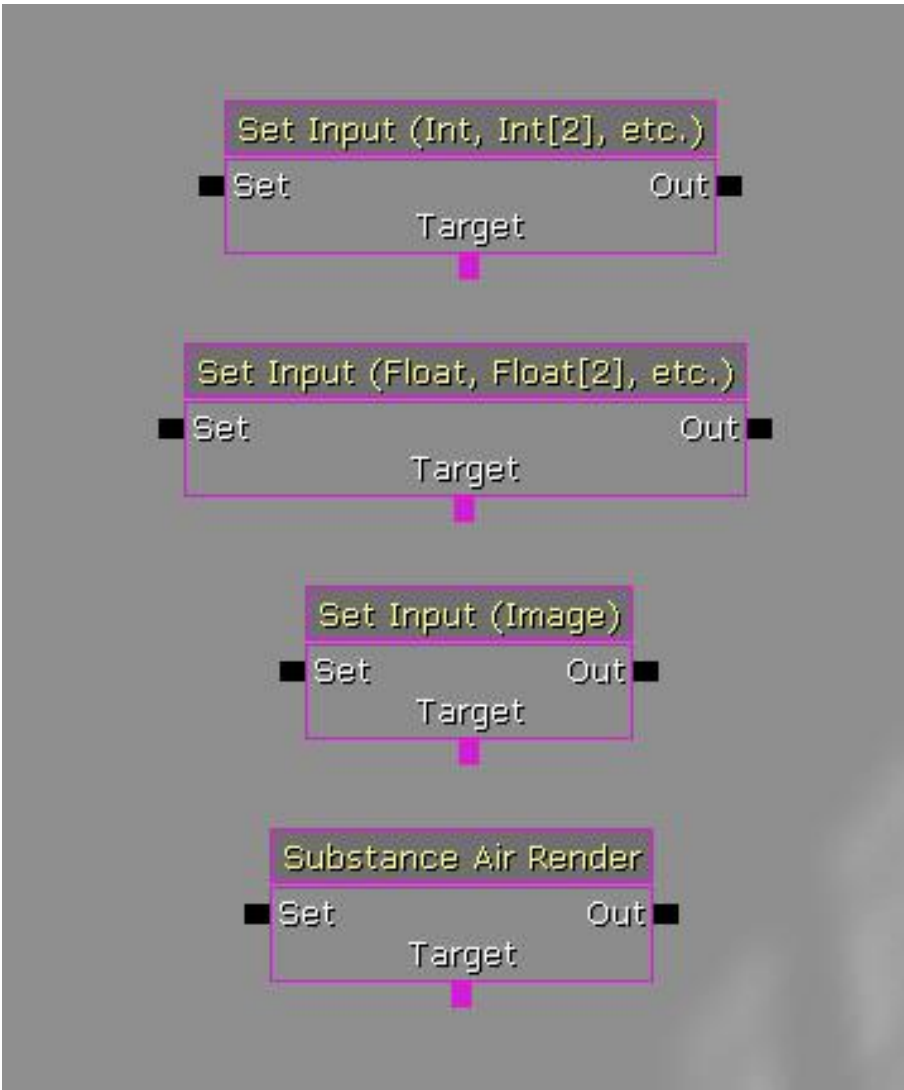 Set Input (Int, Int[2], etc.)
Set Out
Target
Set Input (Float, Float[2], etc.)
Set Out
Target
Set Input (Image)
Set Out
Target
Substance Air Render
Set Out
Target